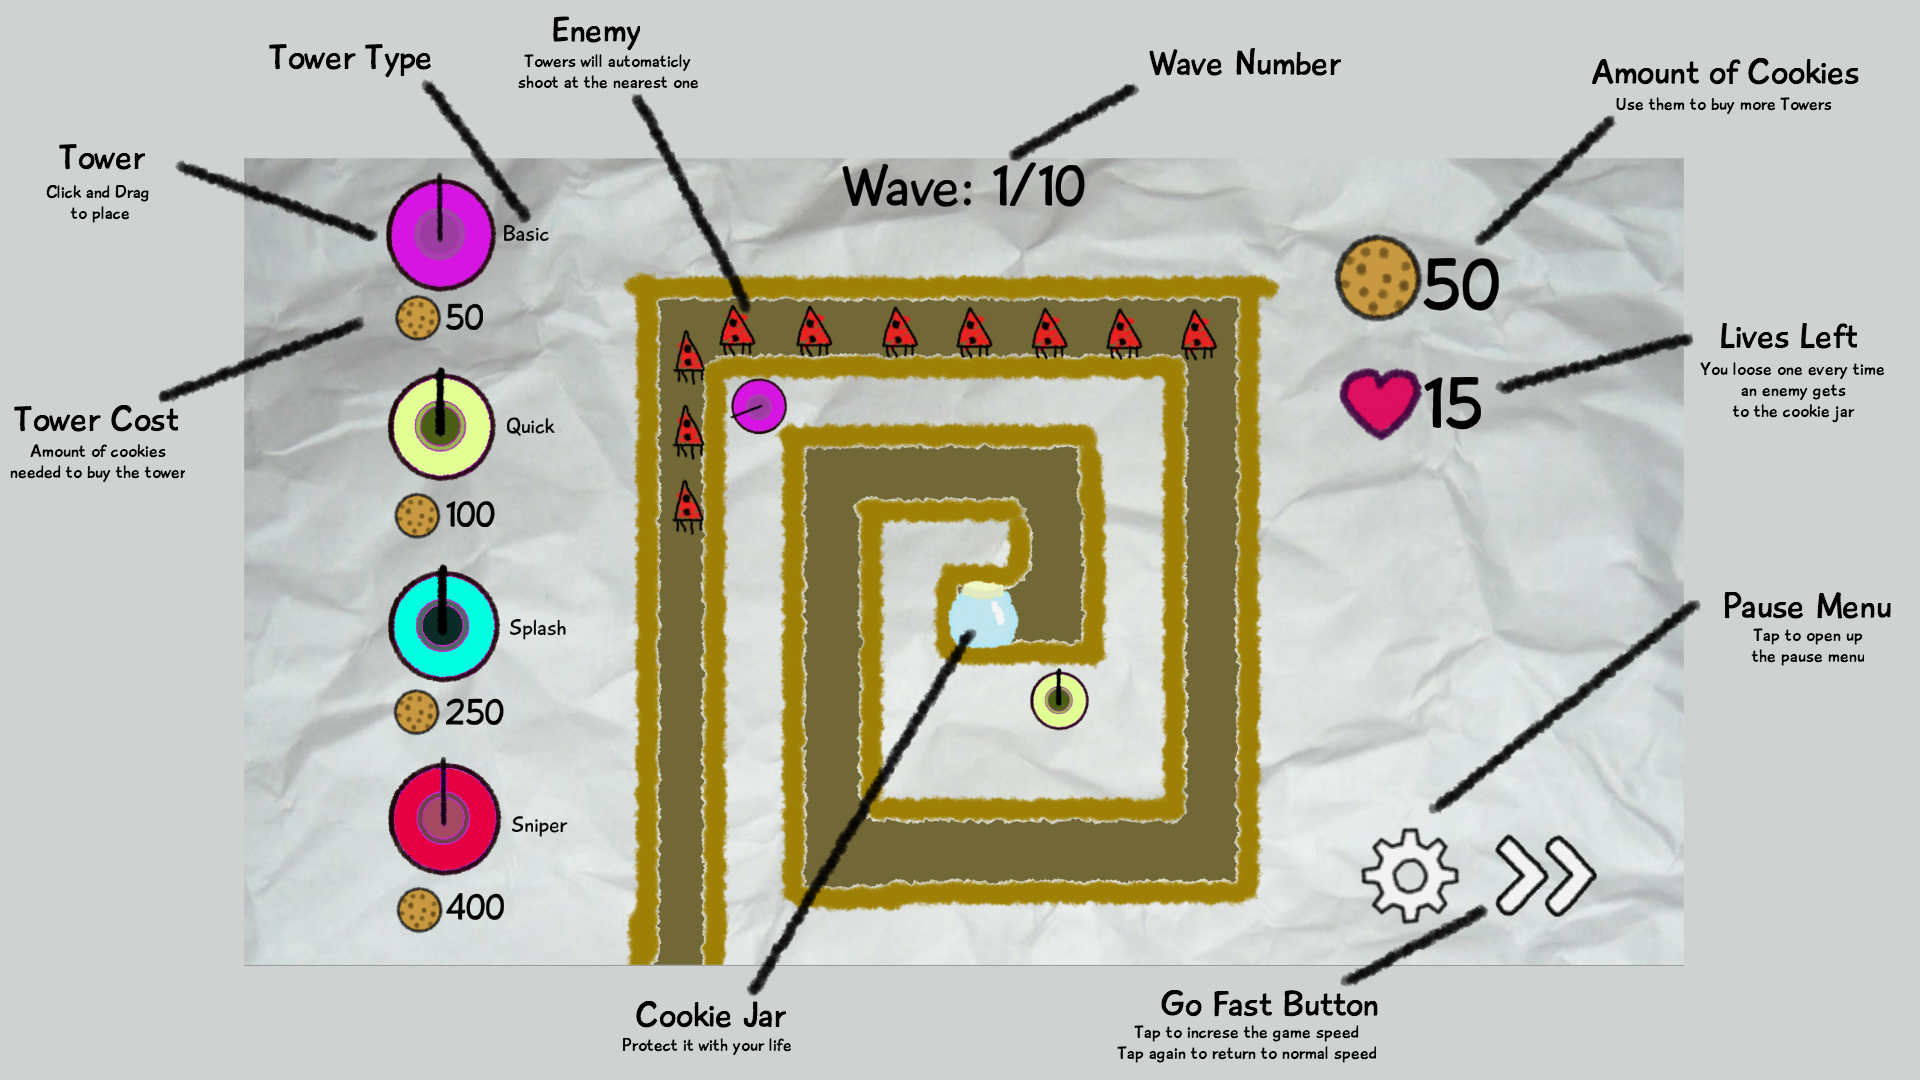 Enemy
Towers will automaticly
shoot at the nearest one
Tower Type
Wave Number
Amount of Cookies
Use them to buy more Towers
Tower
Click and Drag
to place
Wave: 1/10
Basic
50
50
Lives Left
You loose one every time
an enemy gets
to the cookie jar
15
Tower Cost
Amount of cookies
needed to buy the tower
Quick
100
Splash
250
Pause Menu
Tap to open up
the pause menu
Sniper
400
Cookie Jar
Protect it with your life
Go Fast Button
Tap to increse the game speed
Tap again to return to normal speed